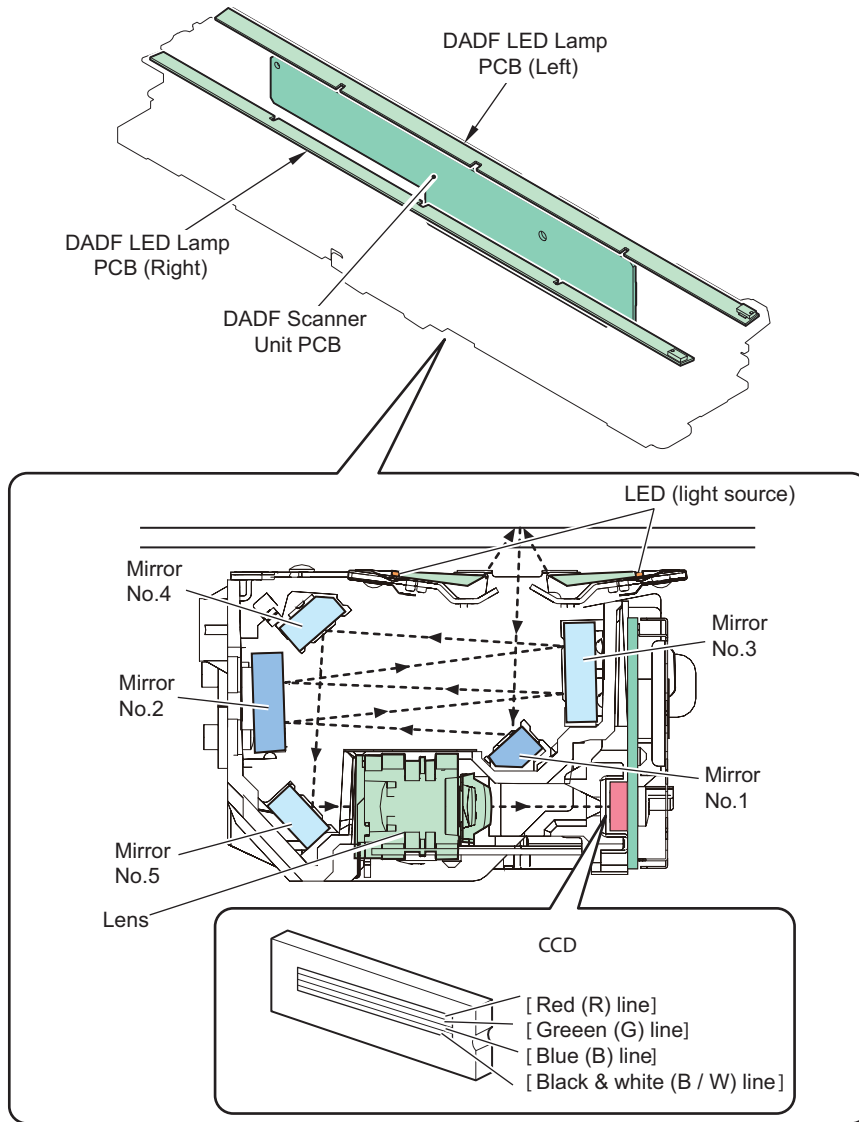 DADF LED Lamp
PCB (Left)
DADF LED Lamp
PCB (Right)
DADF Scanner
Unit PCB
LED (light source)
Mirror
No.4
Mirror
No.3
Mirror
No.2
Mirror
No.1
Mirror
No.5
Lens
CCD
[Red (R) line]
[Greeen (G) line]
[Blue (B) line]
[Black & white (B / W) line]